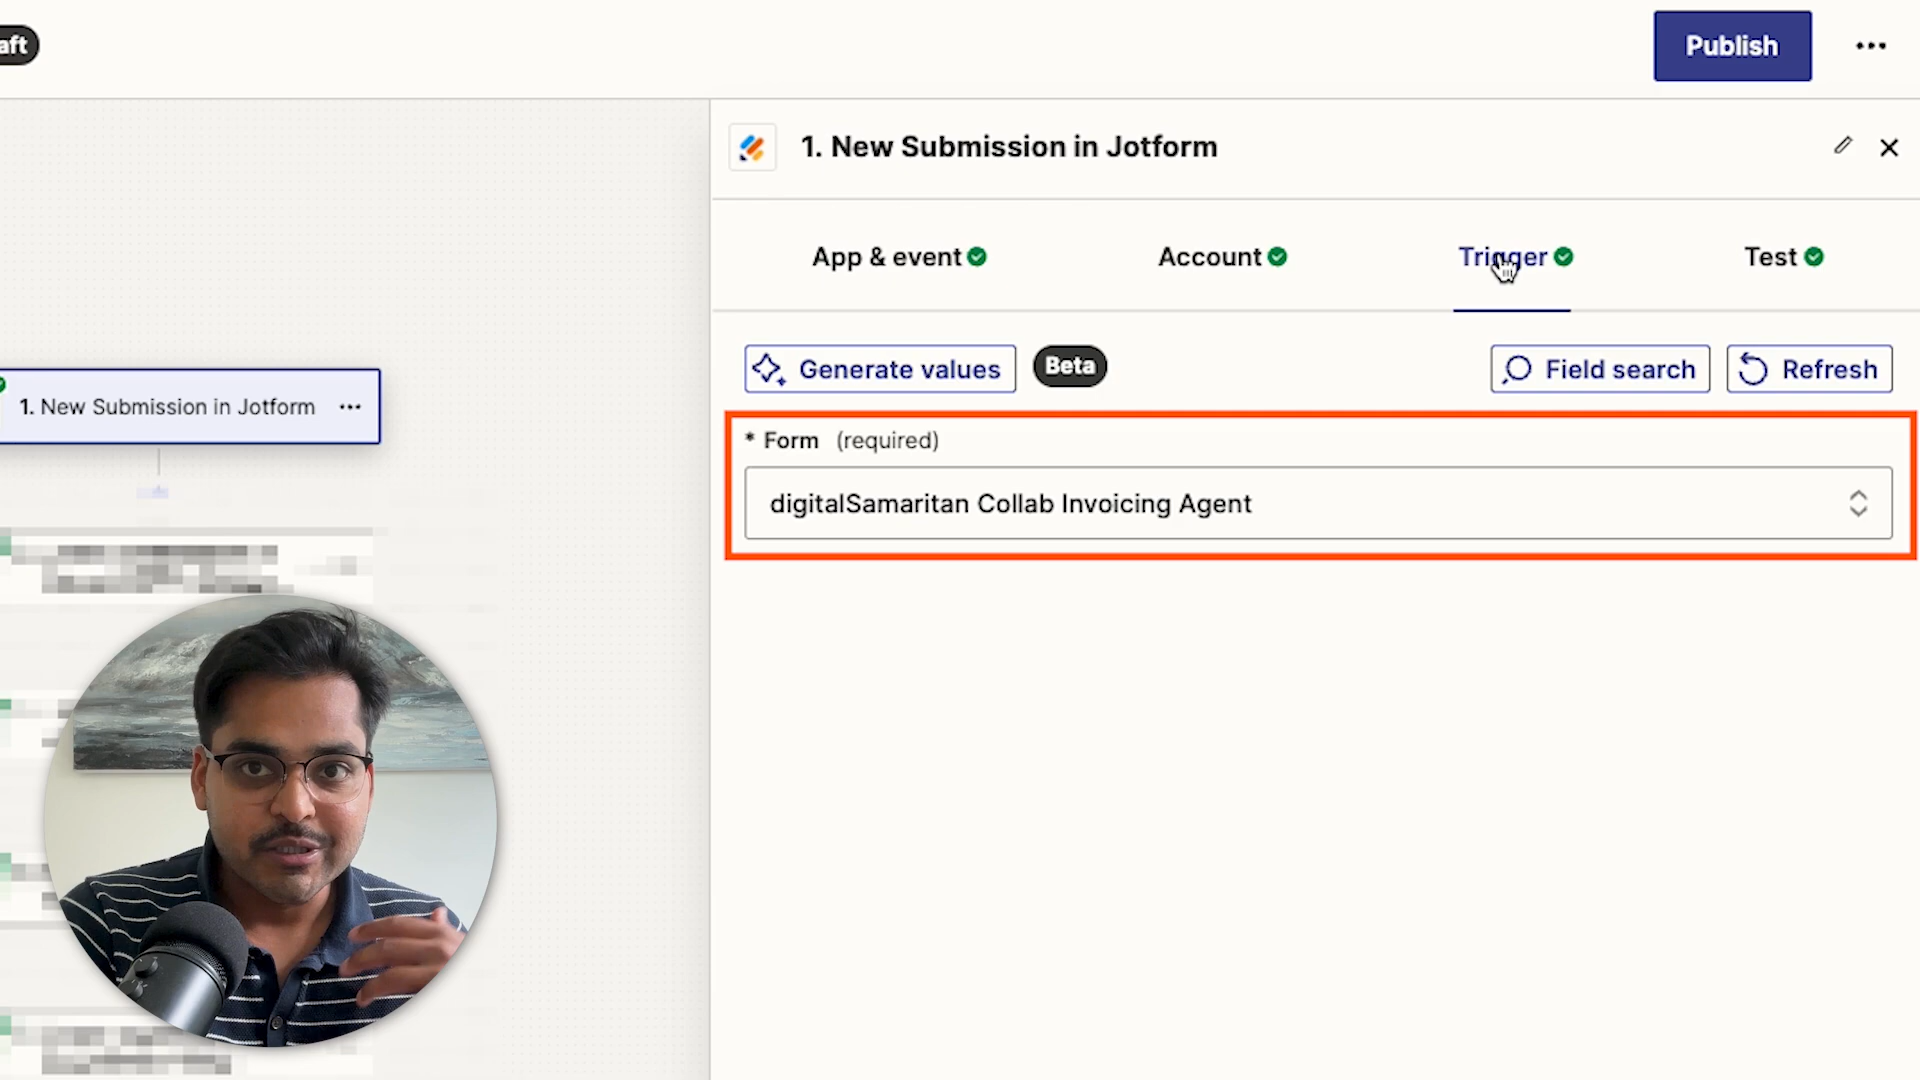 aft
Publish
1. New Submission in Jotform
App & event
Account
Trigger
Test
Generate values
Beta
Field search
Refresh
* Form (required)
digitalSamaritan Collab Invoicing Agent
1. New Submission in Jotform